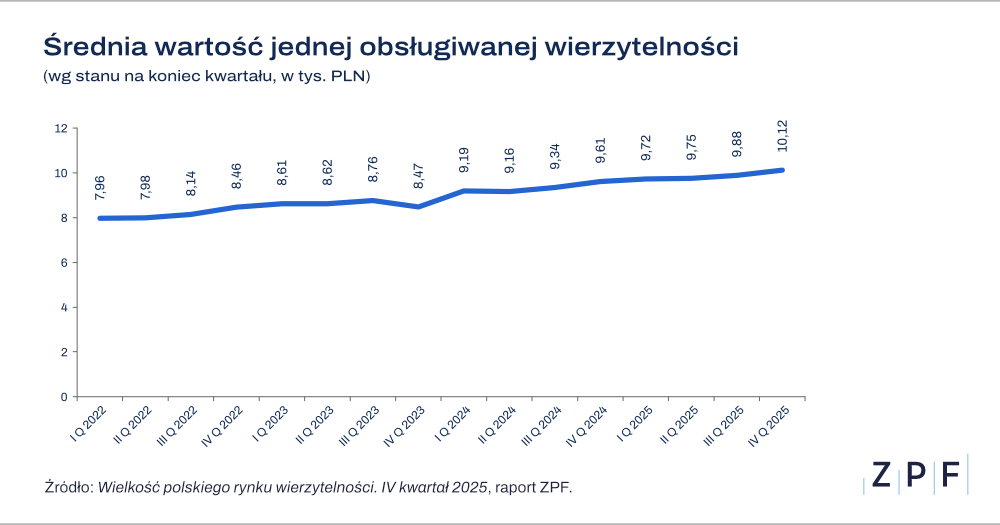 Średnia wartość jednej obsługiwanej wierzytelności
(wg stanu na koniec kwartału, w tys. PLN)
12
10
8
6
4
2
0
7,96
7,98
8,14
8,46
8,61
8,62
8,76
8,47
9,19
9,16
9,34
9,61
9,72
9,75
9,88
10,12
I Q 2022
II Q 2022
III Q 2022
IV Q 2022
I Q 2023
II Q 2023
III Q 2023
IV Q 2023
I Q 2024
II Q 2024
III Q 2024
IV Q 2024
I Q 2025
II Q 2025
III Q 2025
IV Q 2025
Źródło: Wielkość polskiego rynku wierzytelności. IV kwartał 2025, raport ZPF.
ZPF